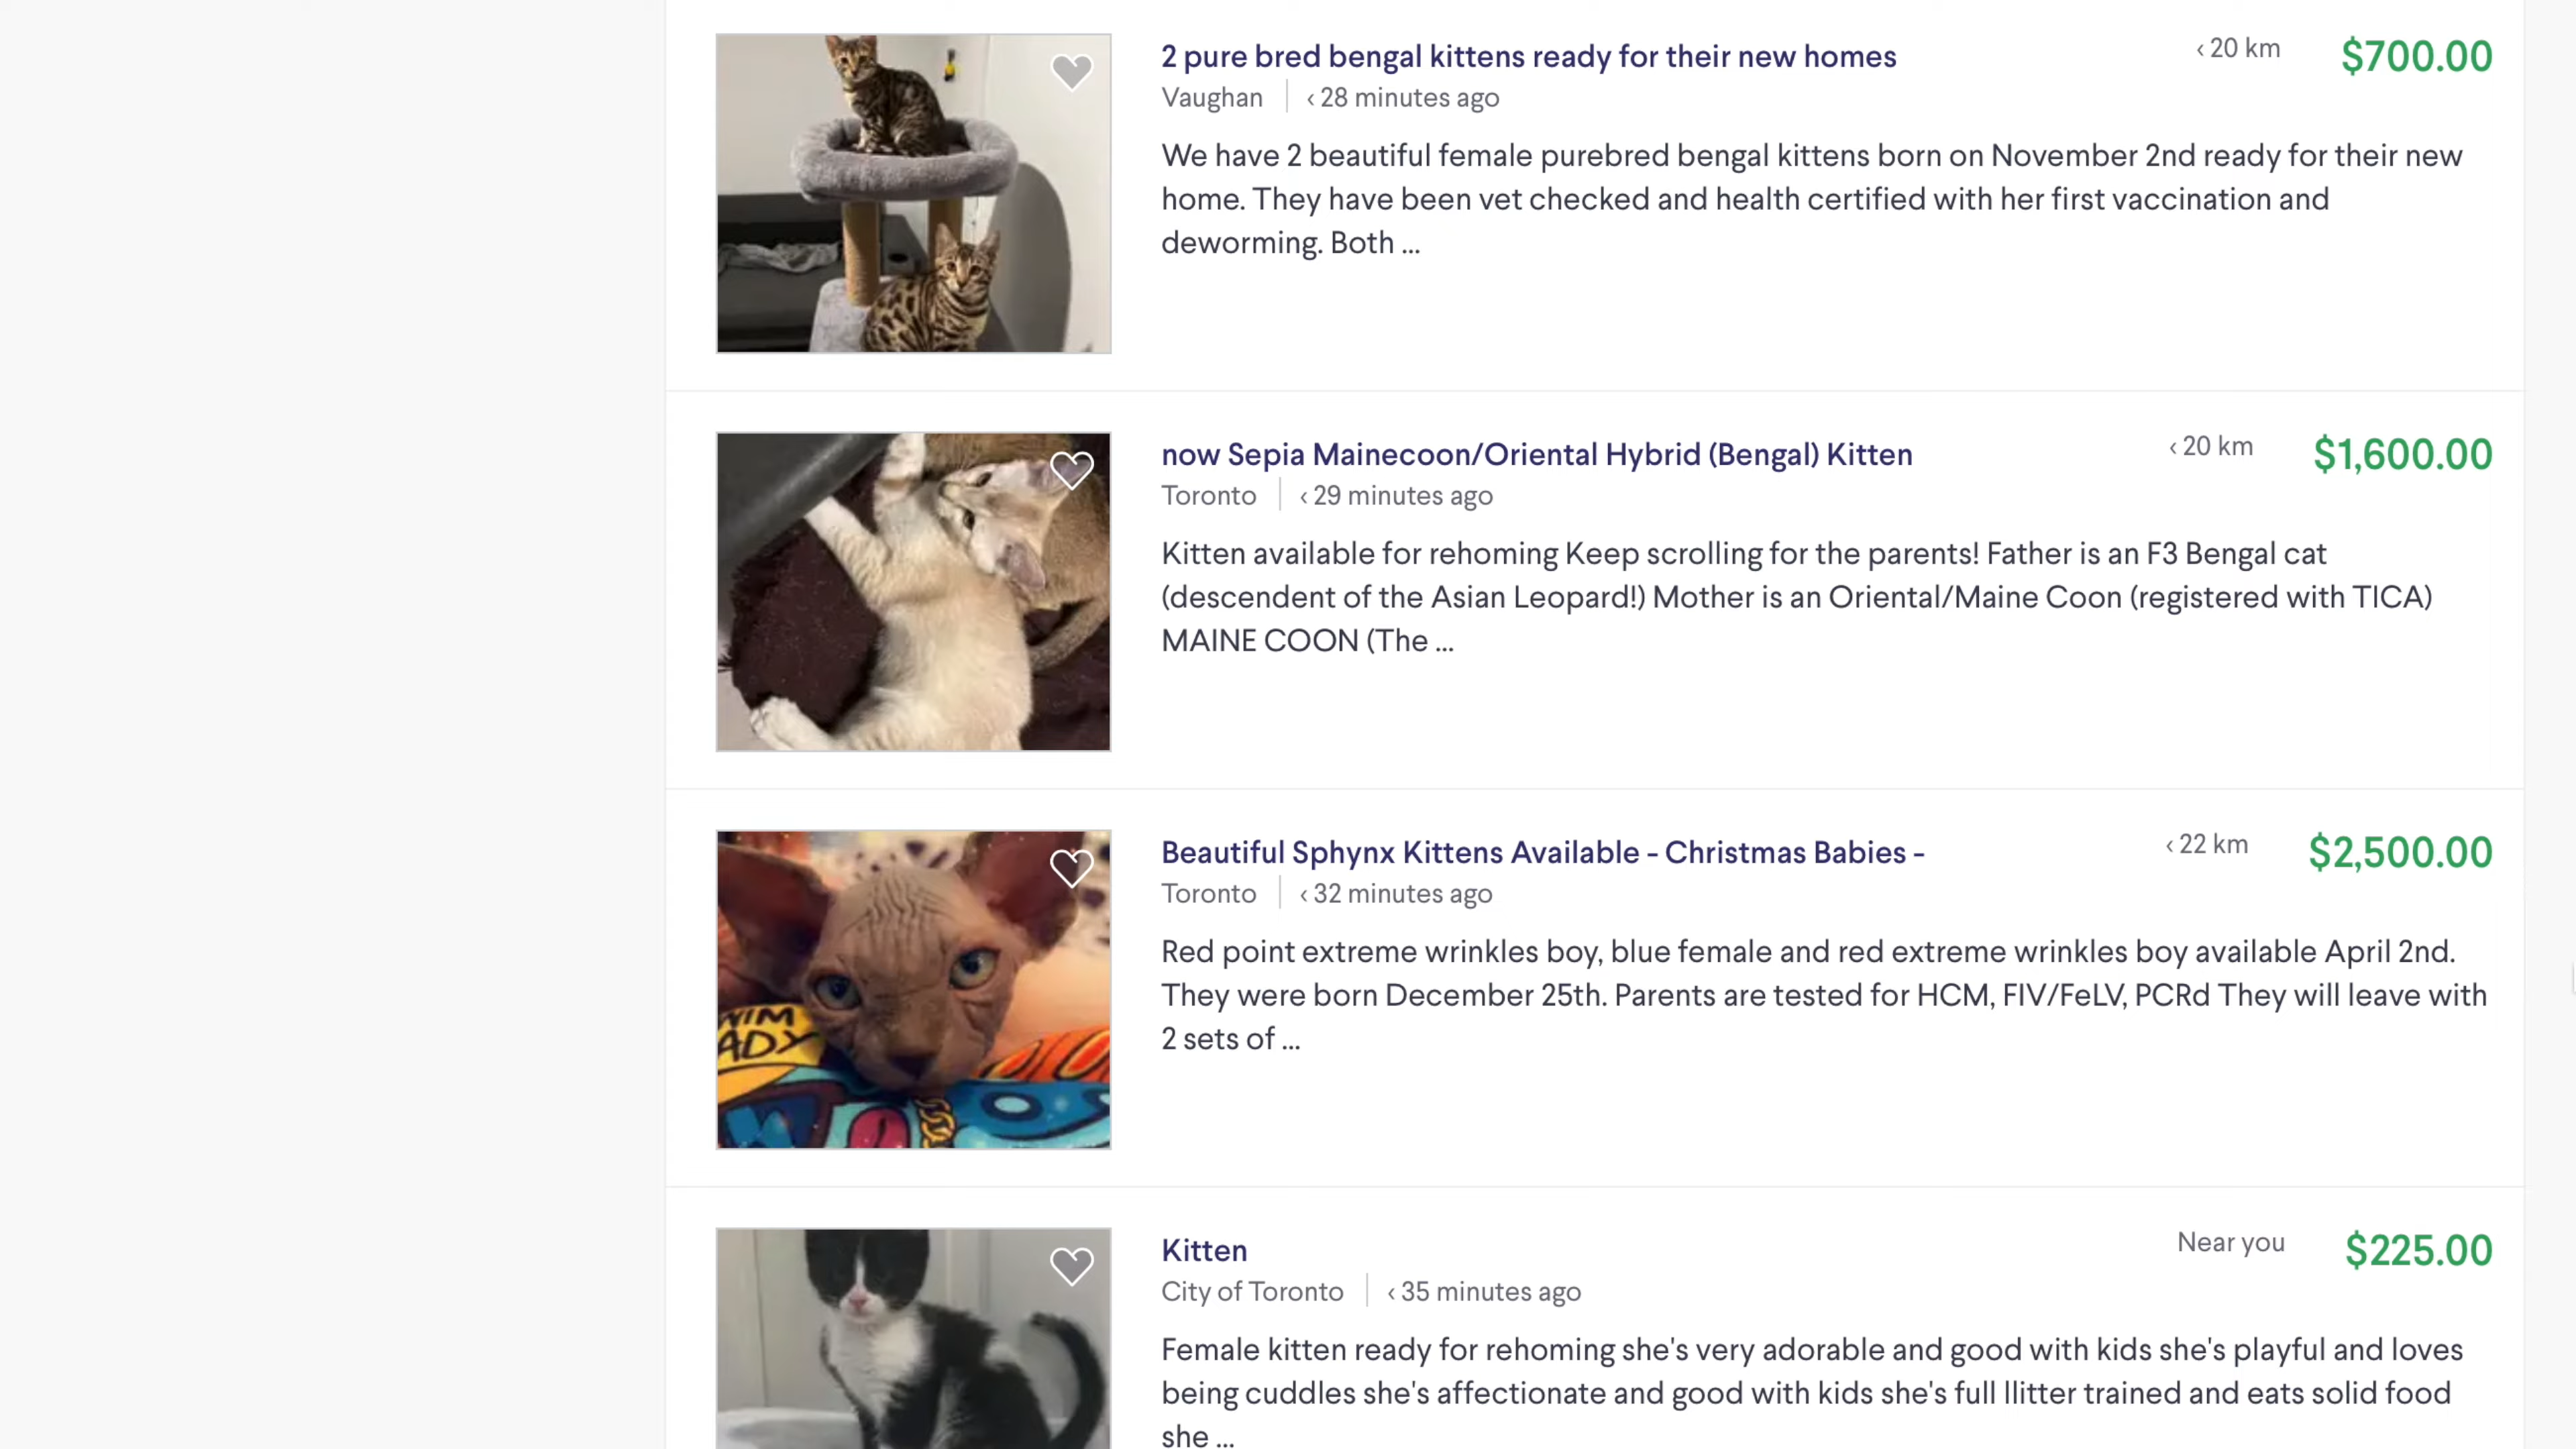 2 pure bred bengal kittens ready for their new homes
< 20 km
$700.00
Vaughan
< 28 minutes ago
We have 2 beautiful female purebred bengal kittens born on November 2nd ready for their new
home. They have been vet checked and health certified with her first vaccination and
deworming. Both ...
now Sepia Mainecoon/Oriental Hybrid (Bengal) Kitten
< 20 km
$1,600.00
Toronto
< 29 minutes ago
Kitten available for rehoming Keep scrolling for the parents! Father is an F3 Bengal cat
(descendent of the Asian Leopard!) Mother is an Oriental/Maine Coon (registered with TICA)
MAINE COON (The ...
Beautiful Sphynx Kittens Available - Christmas Babies -
< 22 km
$2,500.00
Toronto
< 32 minutes ago
Red point extreme wrinkles boy, blue female and red extreme wrinkles boy available April 2nd.
They were born December 25th. Parents are tested for HCM, FIV/FeLV, PCRd They will leave with
2 sets of ...
Kitten
Near you
$225.00
City of Toronto
< 35 minutes ago
Female kitten ready for rehoming she's very adorable and good with kids she's playful and loves
being cuddles she's affectionate and good with kids she's full llitter trained and eats solid food
she ...